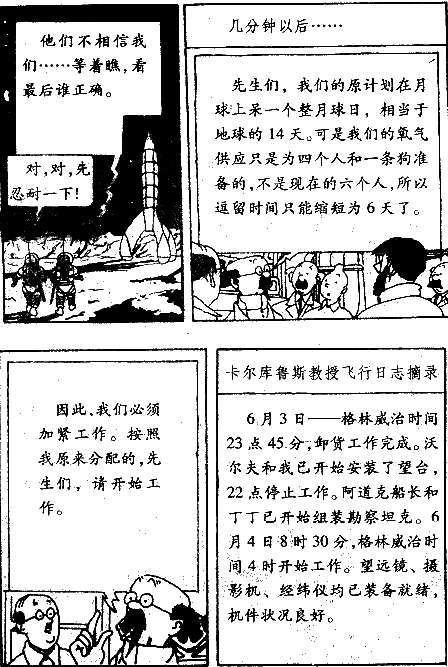 他们不相信我
们……等着瞧,看
最后谁正确。
对,对,先
忍耐一下!
几分钟以后……
先生们,我们的原计划在月
球上呆一个整月球日,相当于
地球的14天。可是我们的氧气
供应只是为四个人和一条狗准
备的,不是现在的六个人,所以
逗留时间只能缩短为6天了。
因此,我们必须
加紧工作。按照
我原来分配的,先
生们,请开始工
作。
卡尔库鲁斯教授飞行日志摘录
6月3日——格林威治时间
23点45分,卸货工作完成。沃
尔夫和我已开始安装了望台,
22点停止工作。阿道克船长和
丁丁已开始组装勘察坦克。6
月4日8时30分,格林威治时
间4时开始工作。望远镜、摄
影机、经纬仪均已装备就绪,
机件状况良好。